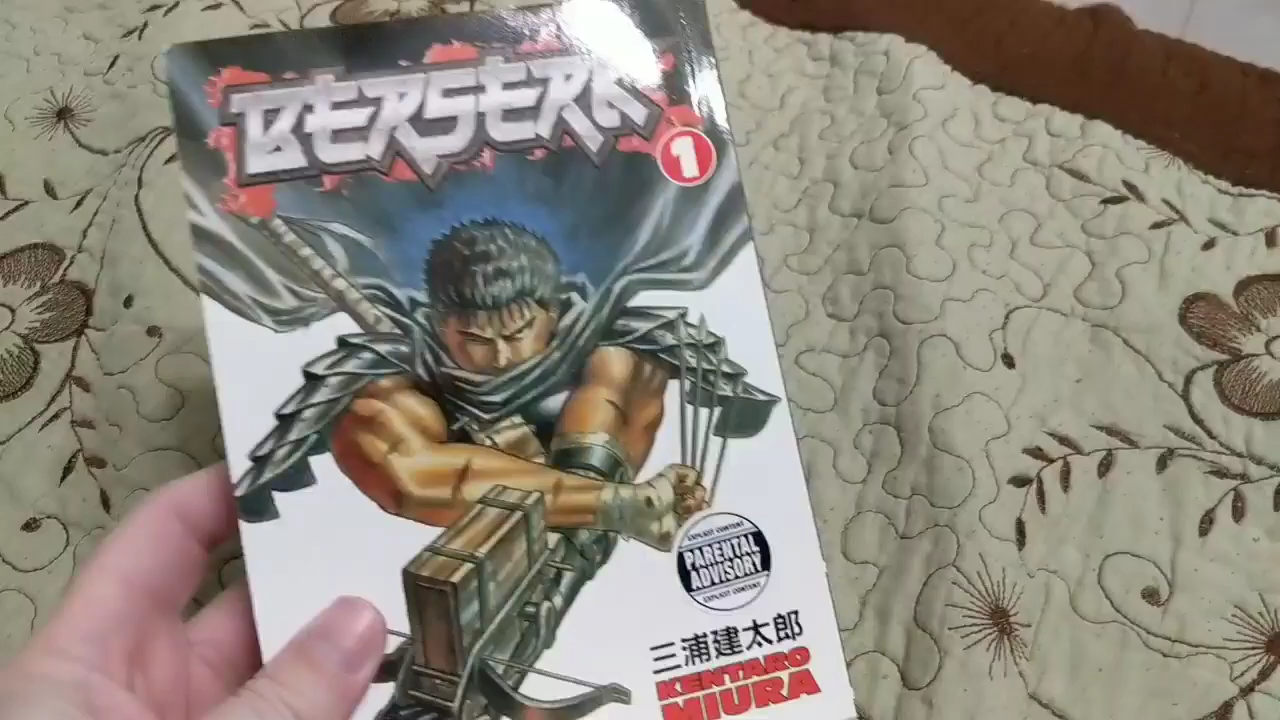 BERSERK
1
EXPLICIT CONTENT
PARENTAL
ADVISORY
EXPLICIT CONTENT
三浦建太郎
KENTARO
MIURA